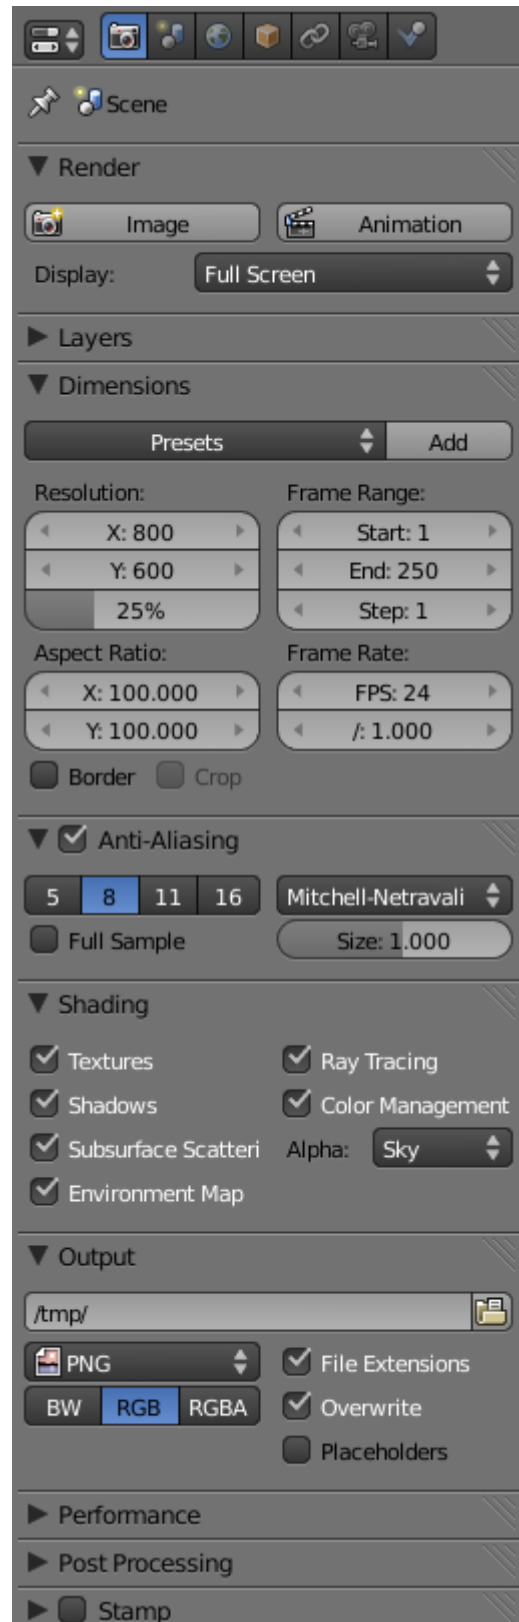 Scene
Render
Image Animation
Display: Full Screen
Layers
Dimensions
Presets Add
Resolution: Frame Range:
X: 800 Start: 1
Y: 600 End: 250
25% Step: 1
Aspect Ratio: Frame Rate:
X: 100.000 FPS: 24
Y: 100.000 /: 1.000
Border Crop
Anti-Aliasing
5 8 11 16 Mitchell-Netravali
Full Sample Size: 1.000
Shading
Textures Ray Tracing
Shadows Color Management
Subsurface Scatteri Alpha: Sky
Environment Map
Output
/tmp/
PNG File Extensions
BW RGB RGBA Overwrite
Placeholders
Performance
Post Processing
Stamp